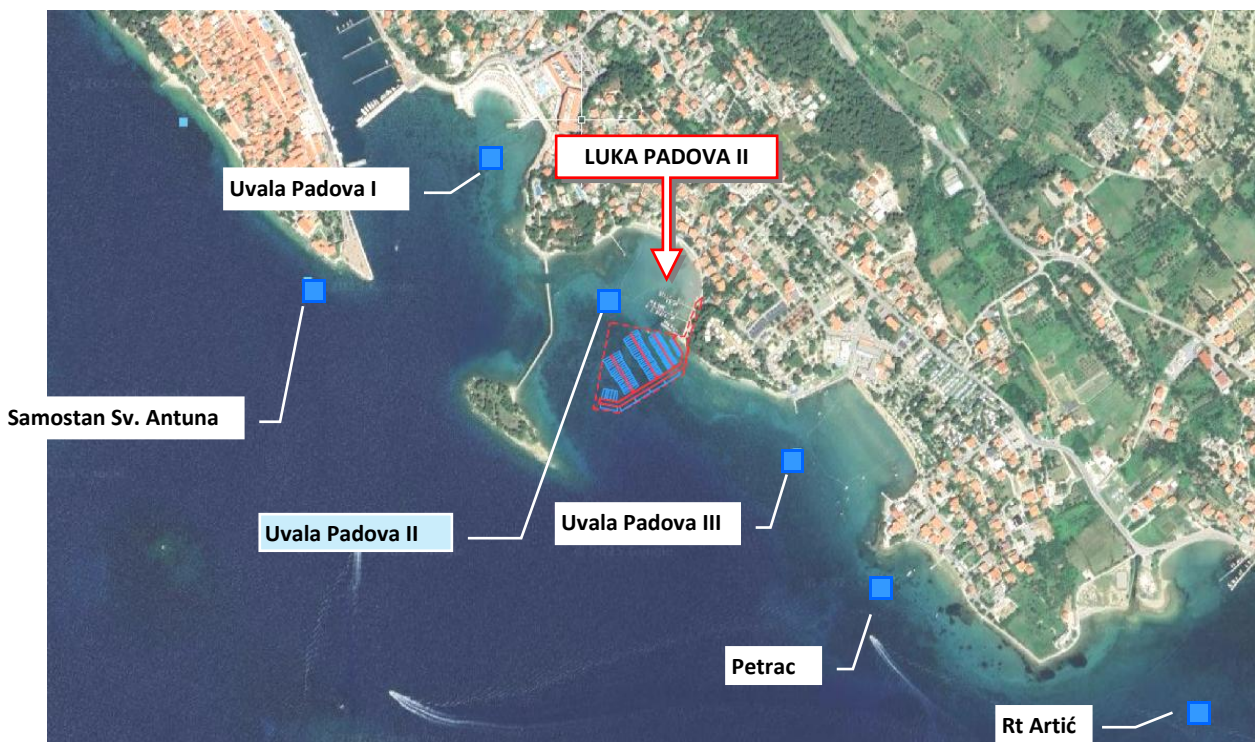 LUKA PADOVA II
Uvala Padova I
Samostan Sv. Antuna
Uvala Padova II
Uvala Padova III
Petrac
Rt Artić